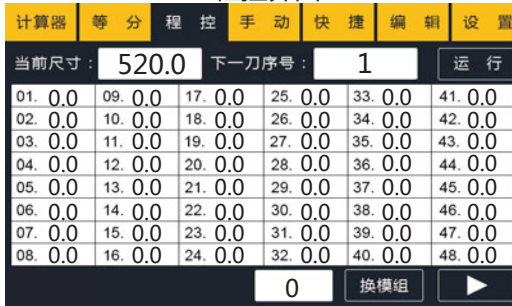 计算器 等分 程控 手动 快捷 编辑 设置
当前尺寸: 520.0 下一刀序号: 1 运行
01. 0.0 09. 0.0 17. 0.0 25. 0.0 33. 0.0 41. 0.0
02. 0.0 10. 0.0 18. 0.0 26. 0.0 34. 0.0 42. 0.0
03. 0.0 11. 0.0 19. 0.0 27. 0.0 35. 0.0 43. 0.0
04. 0.0 12. 0.0 20. 0.0 28. 0.0 36. 0.0 44. 0.0
05. 0.0 13. 0.0 21. 0.0 29. 0.0 37. 0.0 45. 0.0
06. 0.0 14. 0.0 22. 0.0 30. 0.0 38. 0.0 46. 0.0
07. 0.0 15. 0.0 23. 0.0 31. 0.0 39. 0.0 47. 0.0
08. 0.0 16. 0.0 24. 0.0 32. 0.0 40. 0.0 48. 0.0
0 换模组